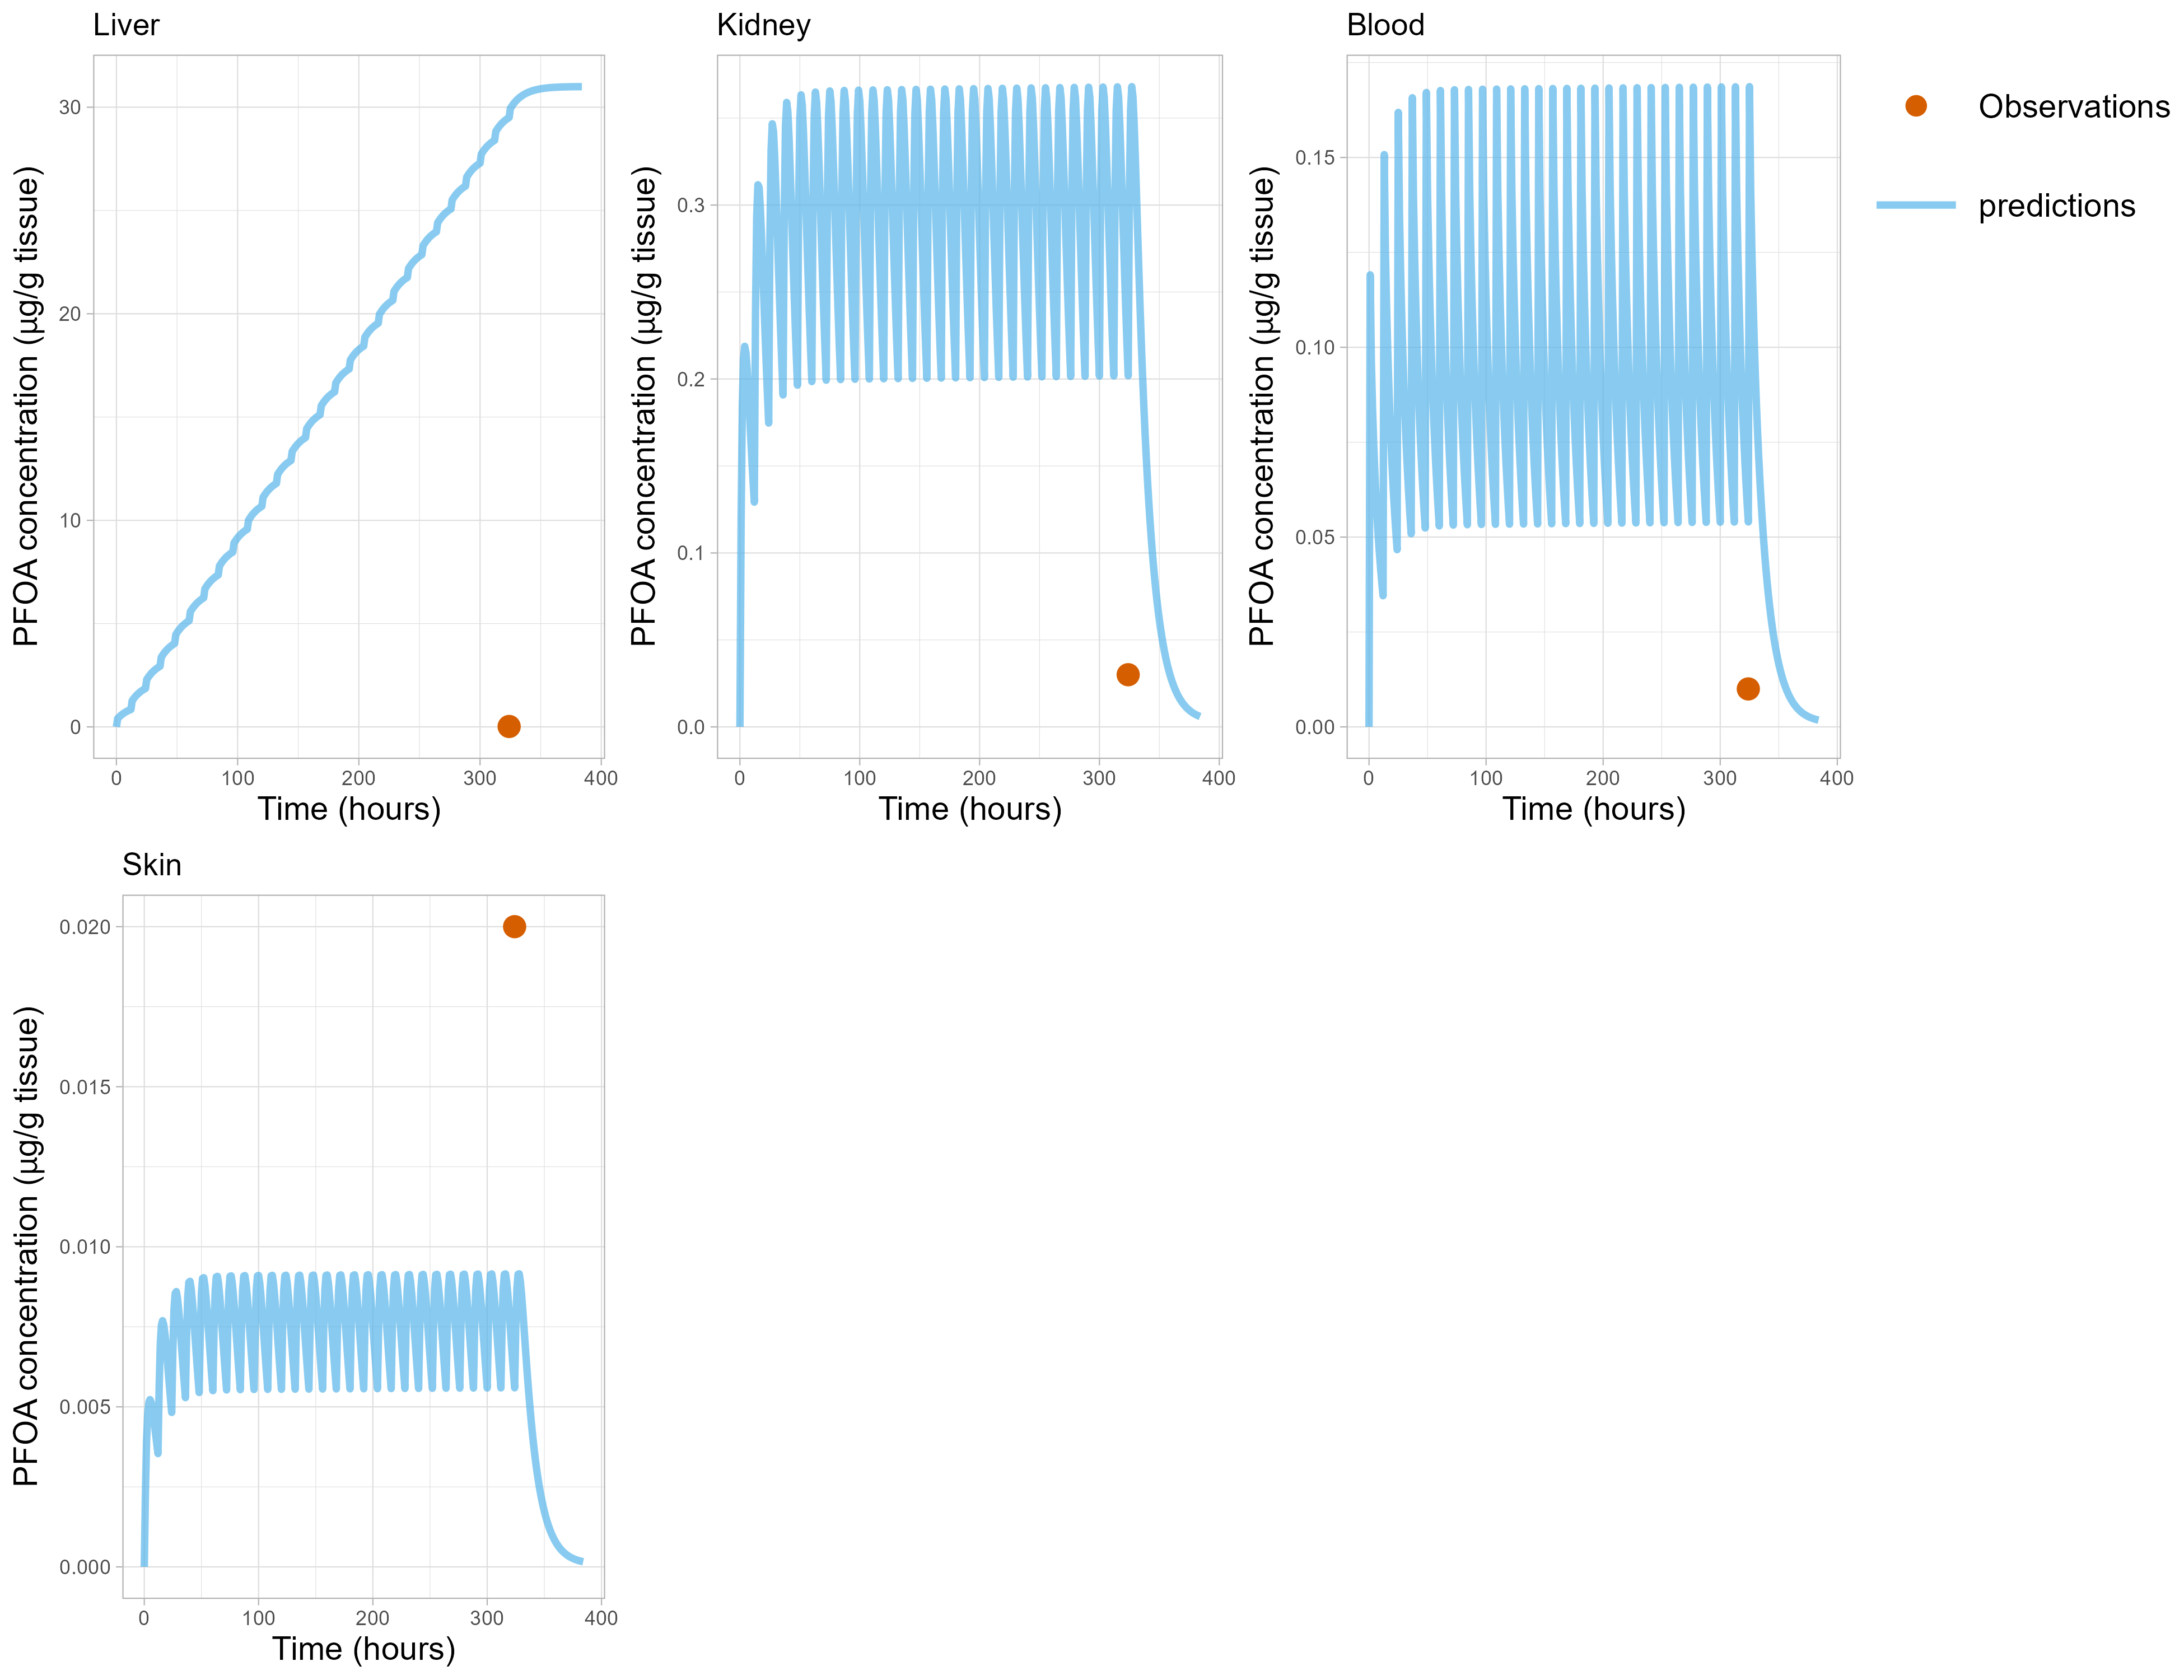 Liver
PFOA concentration (µg/g tissue)
30
20
10
0
0 100 200 300 400
Time (hours)
Kidney
PFOA concentration (µg/g tissue)
0.3
0.2
0.1
0.0
0 100 200 300 400
Time (hours)
Blood
PFOA concentration (µg/g tissue)
0.15
0.10
0.05
0.00
0 100 200 300 400
Time (hours)
Observations
predictions
Skin
PFOA concentration (µg/g tissue)
0.020
0.015
0.010
0.005
0.000
0 100 200 300 400
Time (hours)